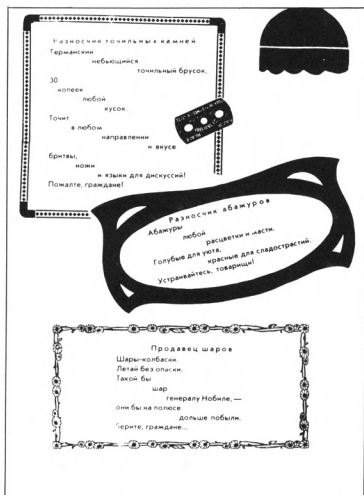 Разносчик точильных камней
Германский
небьющийся
точильный брусок,
30
копеек
любой
кусок.
Точит
в любом
направлении
и вкусе
бритвы,
ножи
и языки для дискуссий!
Пожалте, граждане!
Разносчик абажуров
Абажуры
любой
расцветки и масти.
Голубые для уюта,
красные для сладострастий.
Устраивайтесь, товарищи!
Продавец шаров
Шары-колбаски.
Летай без опаски.
Такой бы
шар
генералу Нобиле, —
они бы на полюсе
дольше побыли.
Берите, граждане...